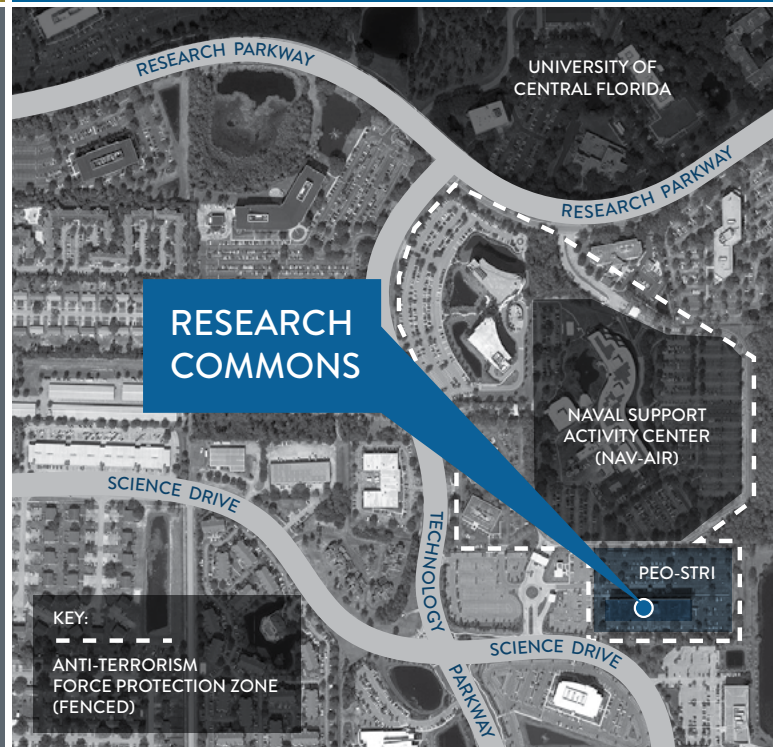 RESEARCH PARKWAY
UNIVERSITY OF
CENTRAL FLORIDA
RESEARCH PARKWAY
RESEARCH
COMMONS
NAVAL SUPPORT
ACTIVITY CENTER
(NAV-AIR)
SCIENCE DRIVE
TECHNOLOGY
PARKWAY
PEO-STRI
SCIENCE DRIVE
KEY:
ANTI-TERRORISM
FORCE PROTECTION ZONE
(FENCED)